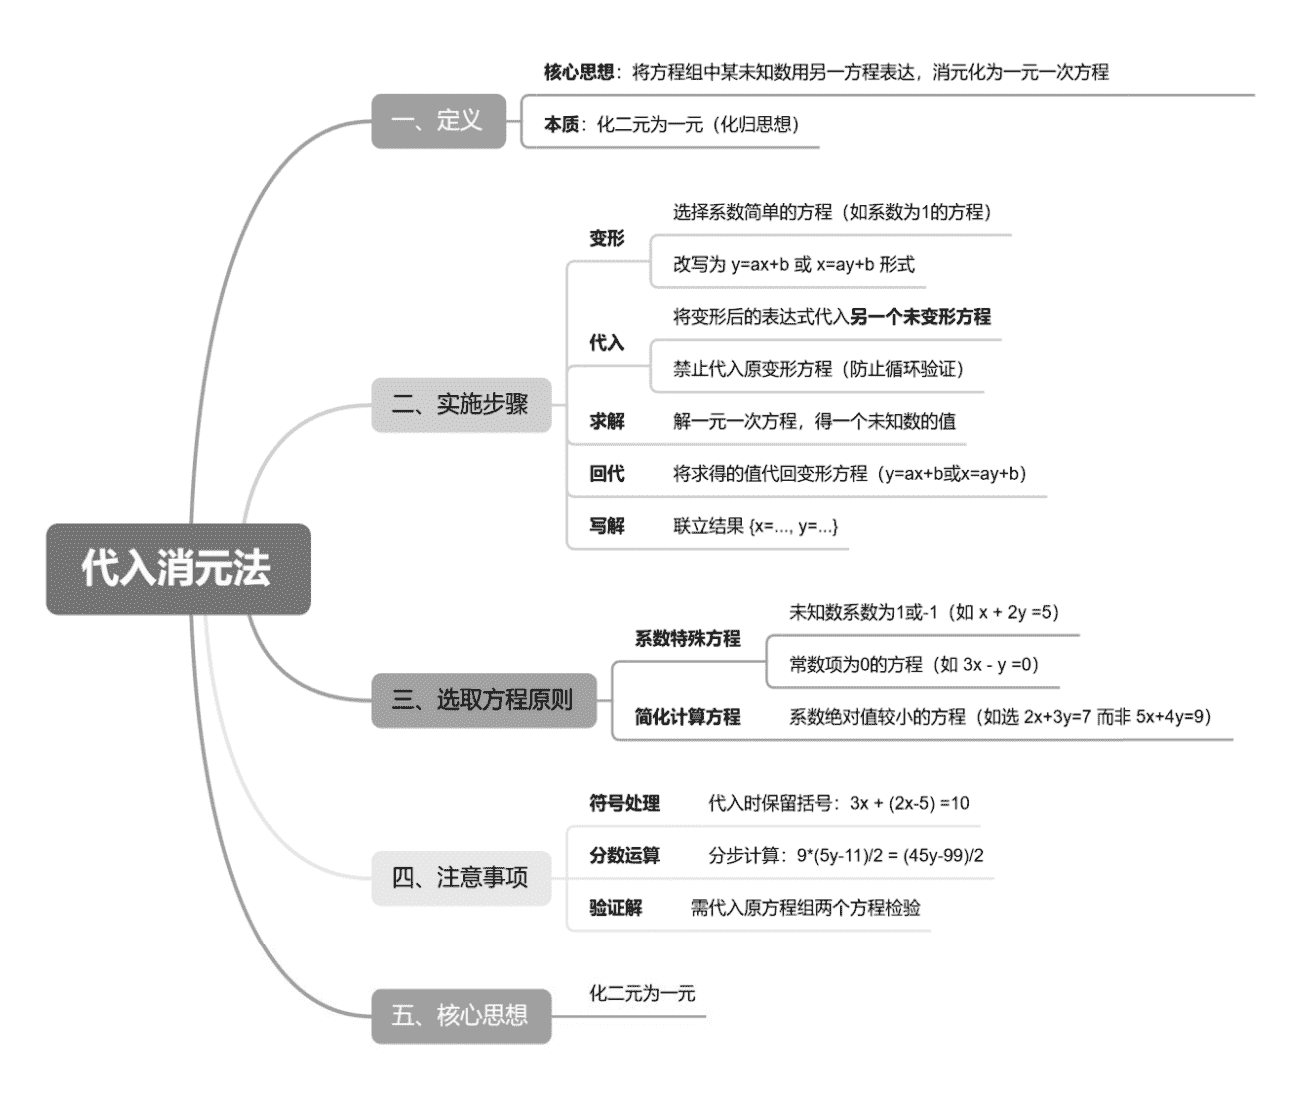 代入消元法
一、定义
核心思想：将方程组中某未知数用另一方程表达，消元化为一元一次方程
本质：化二元为一元（化归思想）
二、实施步骤
变形
选择系数简单的方程（如系数为1的方程）
改写为 y=ax+b 或 x=ay+b 形式
代入
将变形后的表达式代入另一个未变形方程
禁止代入原变形方程（防止循环验证）
求解 解一元一次方程，得一个未知数的值
回代 将求得的值代回变形方程（y=ax+b或x=ay+b）
写解 联立结果 {x=..., y=...}
三、选取方程原则
系数特殊方程
未知数系数为1或-1（如 x + 2y =5）
常数项为0的方程（如 3x - y =0）
简化计算方程 系数绝对值较小的方程（如选 2x+3y=7 而非 5x+4y=9）
四、注意事项
符号处理 代入时保留括号：3x + (2x-5) =10
分数运算 分步计算：9*(5y-11)/2 = (45y-99)/2
验证解 需代入原方程组两个方程检验
五、核心思想
化二元为一元